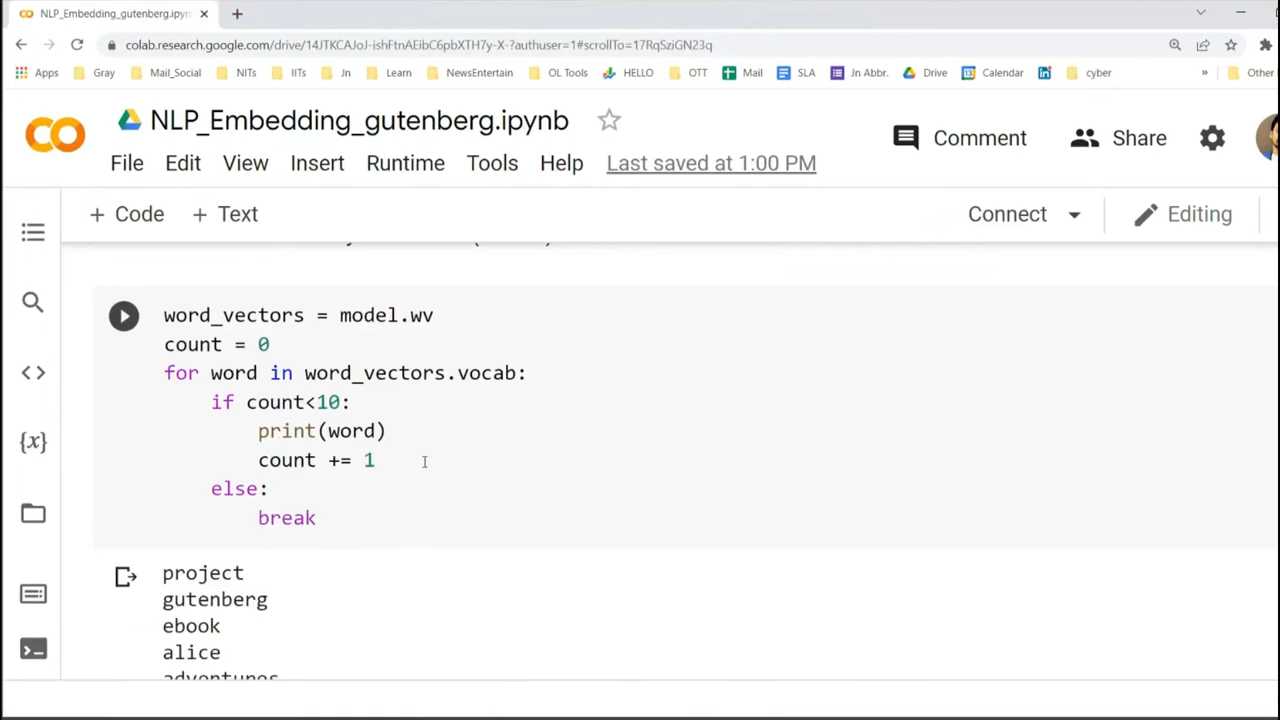 NLP_Embedding_gutenberg.ipyn
colab.research.google.com/drive/14JTKCAJoJ-ishFtnAEibC6pbXTH7y-X-?authuser=1#scrollTo=17RqSziGN23q
Apps Gray Mail_Social NITs IITs Jn Learn NewsEntertain OL Tools HELLO OTT Mail SLA Jn Abbr. Drive Calendar cyber » Other
NLP_Embedding_gutenberg.ipynb
Comment Share
File Edit View Insert Runtime Tools Help Last saved at 1:00 PM
+ Code + Text Connect Editing
word_vectors = model.wv
count = 0
for word in word_vectors.vocab:
if count<10:
print(word)
count += 1
else:
break
project
gutenberg
ebook
alice
adventures